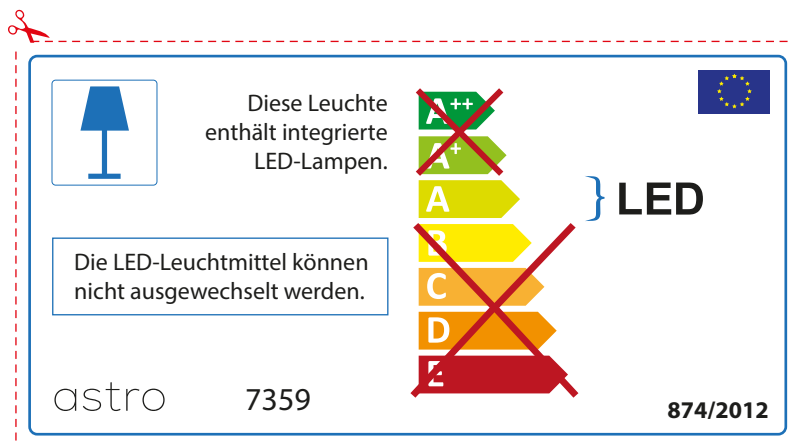 Diese Leuchte
enthält integrierte
LED-Lampen.
Die LED-Leuchtmittel können
nicht ausgewechselt werden.
A++
A+
A
B
C
D
E
LED
astro
7359
874/2012